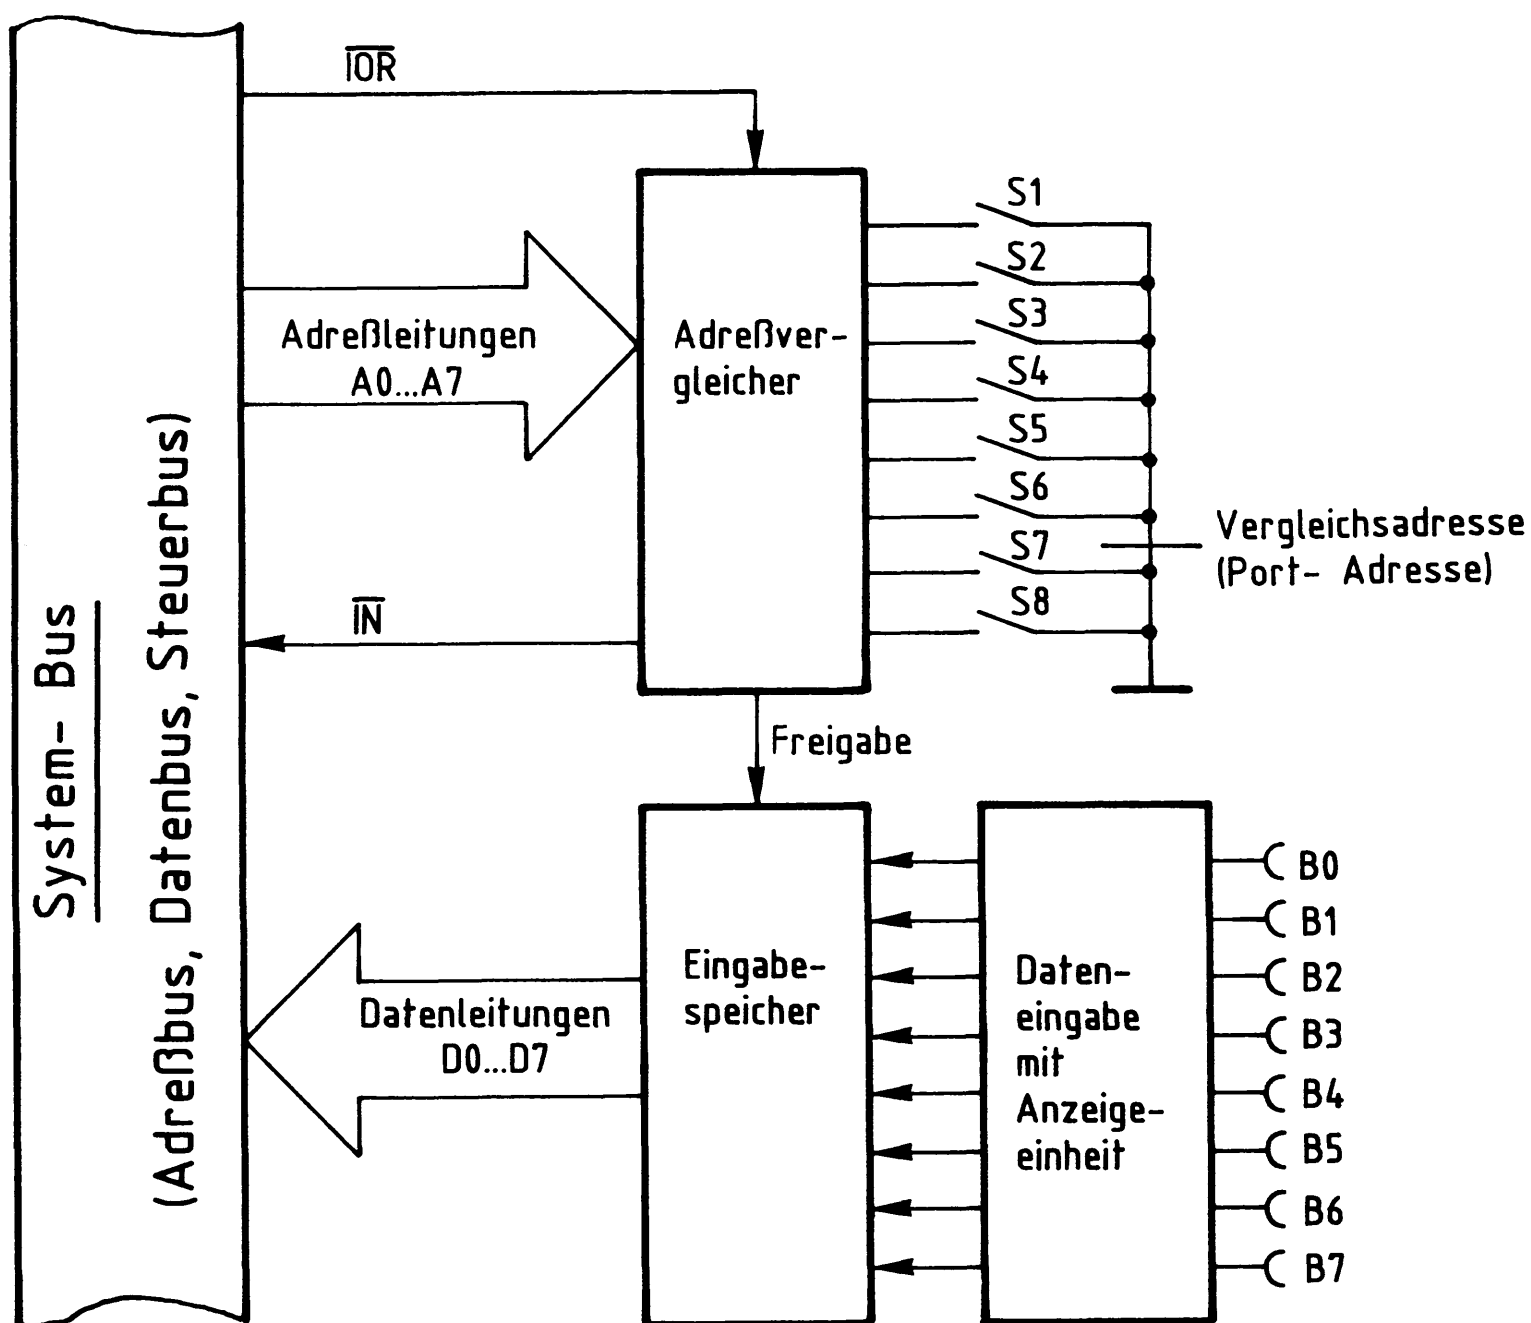 System- Bus
(Adreßbus, Datenbus, Steuerbus)
I̅O̅R̅
Adreßleitungen
A0...A7
Adreßver-
gleicher
S1
S2
S3
S4
S5
S6
S7
S8
Vergleichsadresse
(Port- Adresse)
I̅N̅
Freigabe
Datenleitungen
D0...D7
Eingabe-
speicher
Daten-
eingabe
mit
Anzeige-
einheit
B0
B1
B2
B3
B4
B5
B6
B7